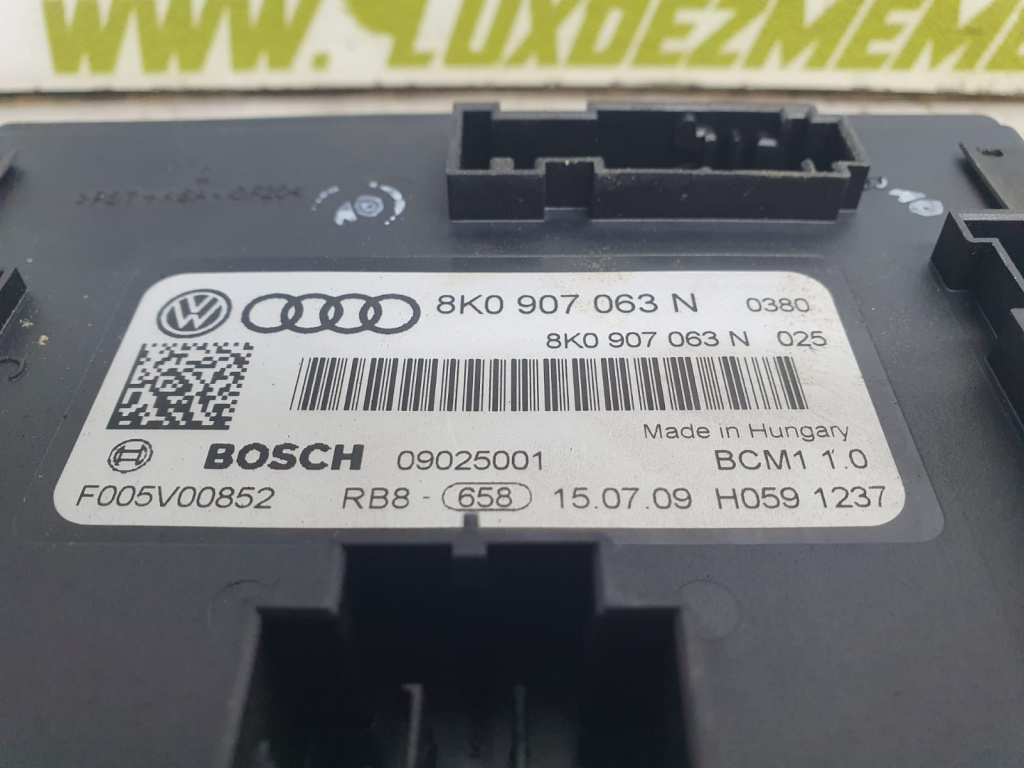 LUXDEZMEME
8K0 907 063 N 0380
8K0 907 063 N 025
Made in Hungary
BOSCH 09025001 BCM1 1.0
F005V00852 RB8 - 658 15.07.09 H059 1237